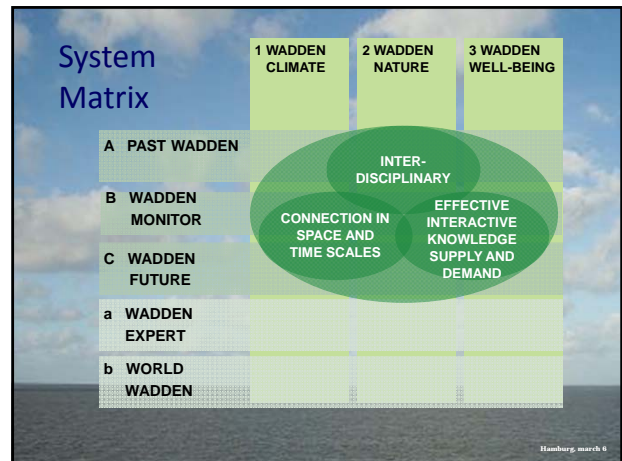 System
Matrix
1 WADDEN
CLIMATE
2 WADDEN
NATURE
3 WADDEN
WELL-BEING
A PAST WADDEN
B WADDEN
MONITOR
C WADDEN
FUTURE
a WADDEN
EXPERT
b WORLD
WADDEN
INTER-
DISCIPLINARY
CONNECTION IN
SPACE AND
TIME SCALES
EFFECTIVE
INTERACTIVE
KNOWLEDGE
SUPPLY AND
DEMAND
Hamburg, march 6